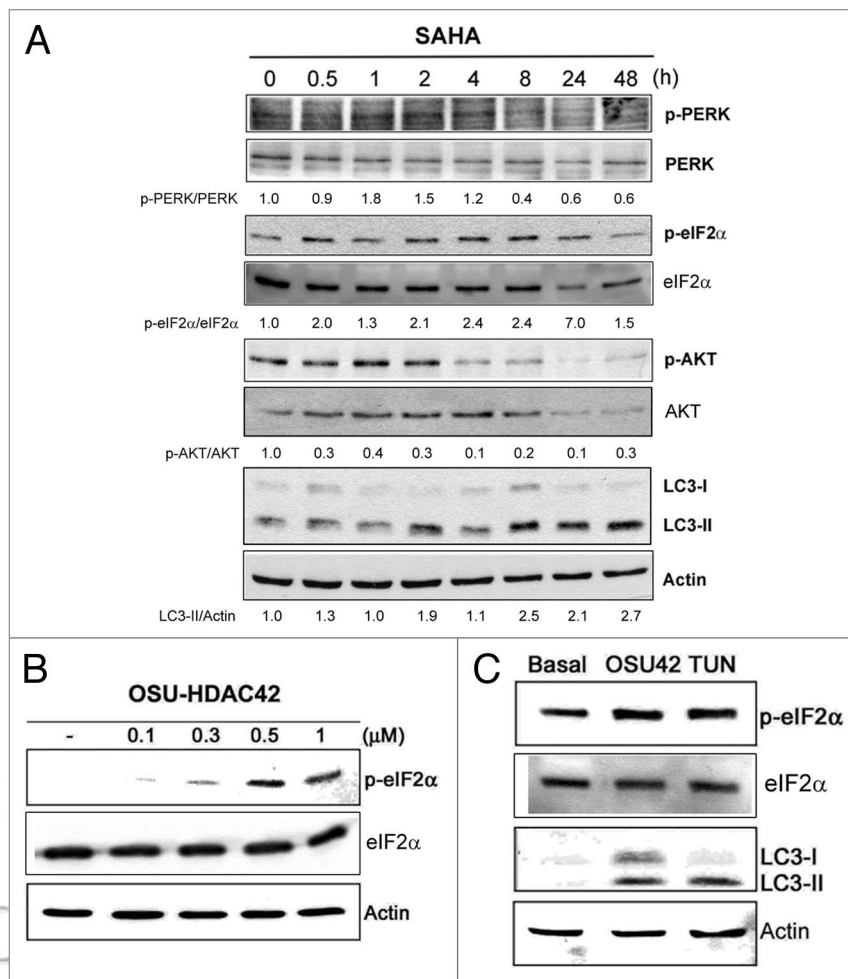 A
SAHA
0 0.5 1 2 4 8 24 48 (h)
p-PERK
PERK
p-PERK/PERK 1.0 0.9 1.8 1.5 1.2 0.4 0.6 0.6
p-eIF2α
eIF2α
p-eIF2α/eIF2α 1.0 2.0 1.3 2.1 2.4 2.4 7.0 1.5
p-AKT
AKT
p-AKT/AKT 1.0 0.3 0.4 0.3 0.1 0.2 0.1 0.3
LC3-I
LC3-II
Actin
LC3-II/Actin 1.0 1.3 1.0 1.9 1.1 2.5 2.1 2.7
B
OSU-HDAC42
- 0.1 0.3 0.5 1 (μM)
p-eIF2α
eIF2α
Actin
C
Basal OSU42 TUN
p-eIF2α
eIF2α
LC3-I
LC3-II
Actin